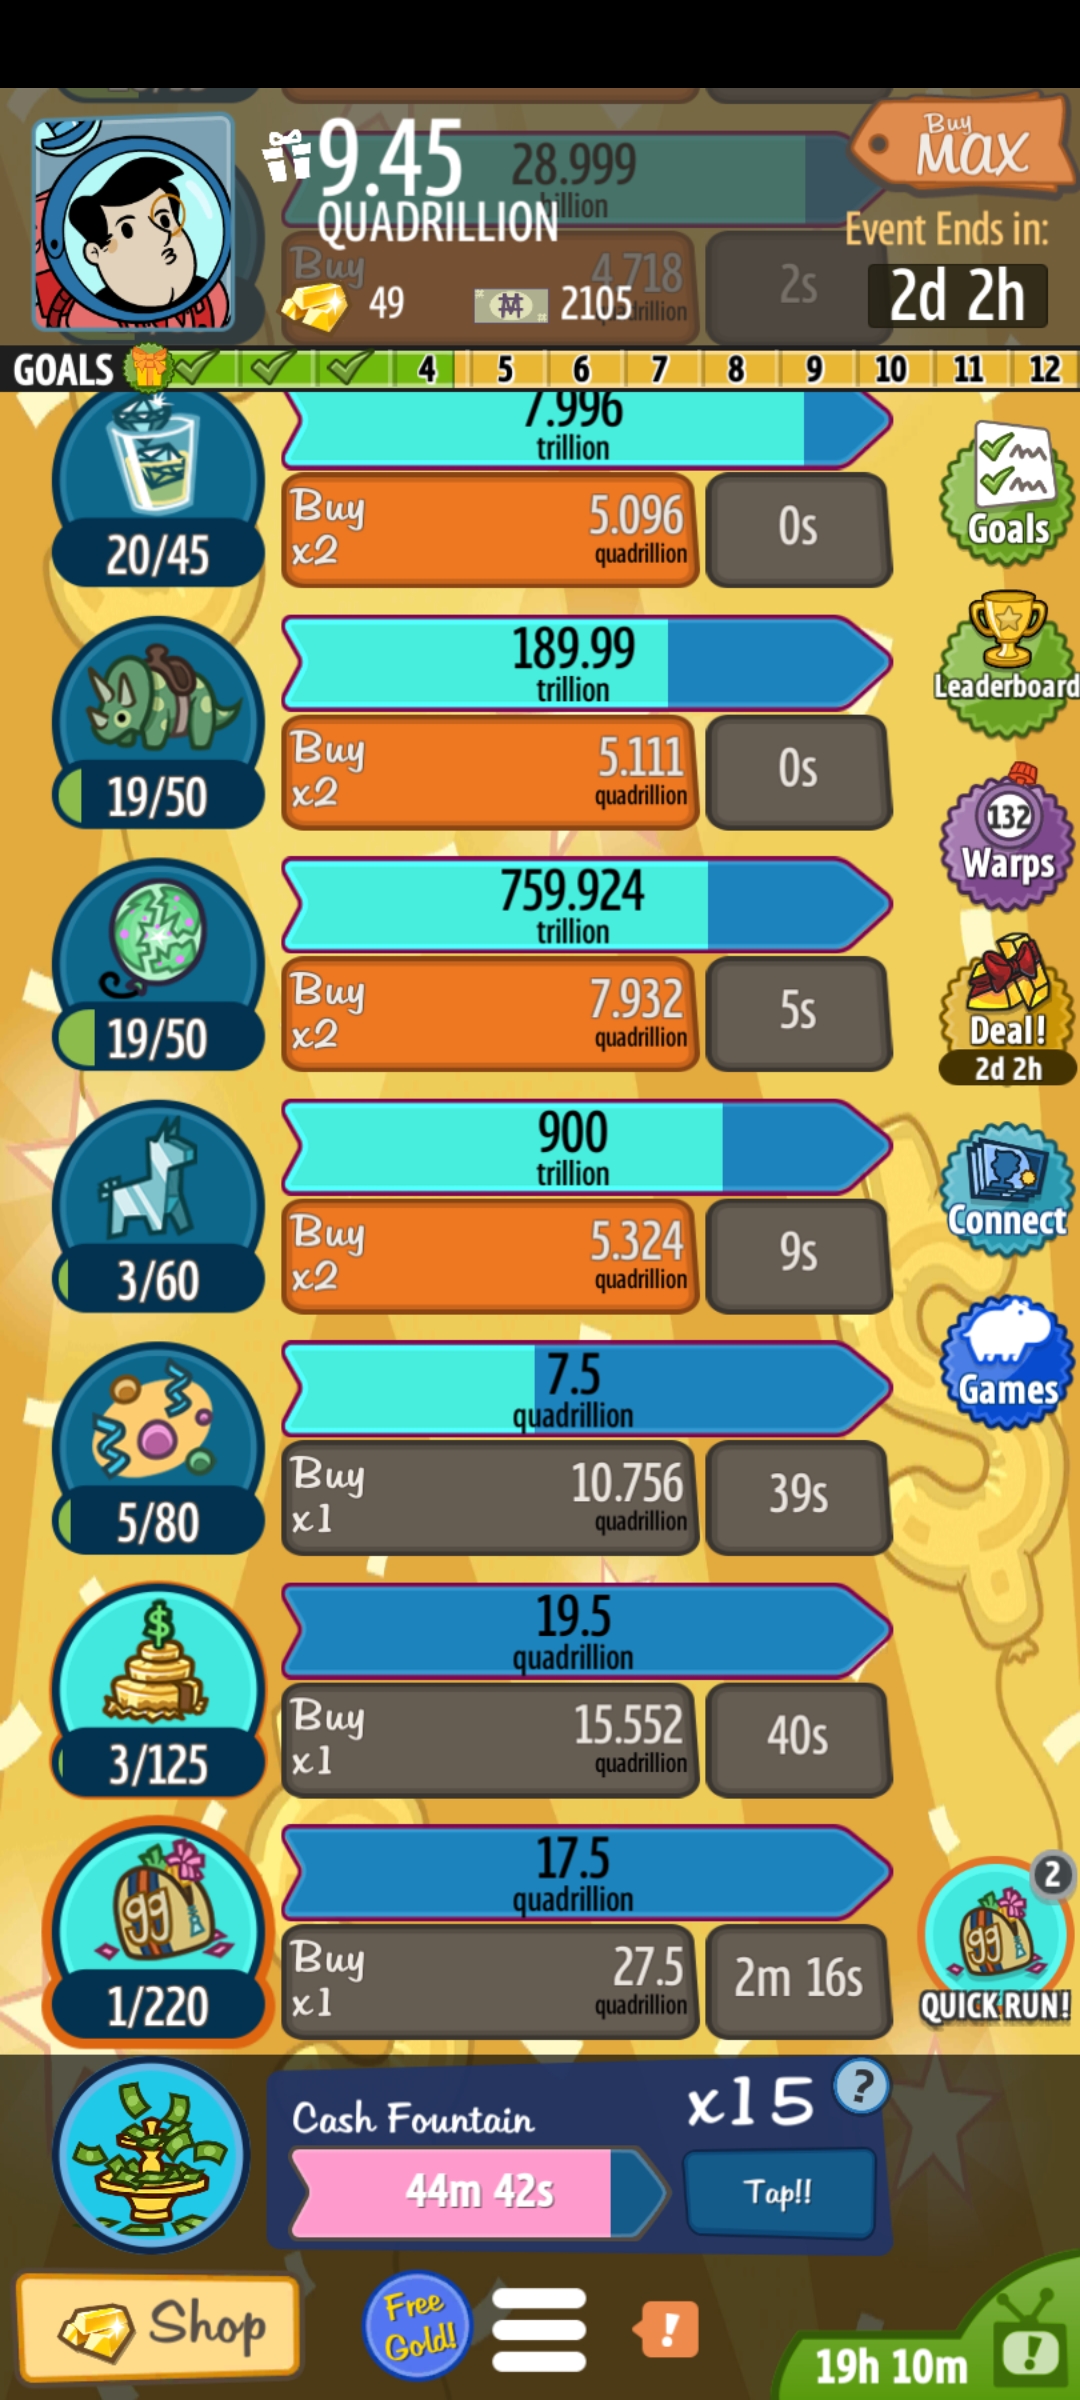 9.45
QUADRILLION
28.999
Buy
MAX
Event Ends in:
2d 2h
49
2105
Buy
4.718
2s
GOALS
4 5 6 7 8 9 10 11 12
7.996
trillion
20/45
Buy
x2
5.096
quadrillion
0s
Goals
189.99
trillion
19/50
Buy
x2
5.111
quadrillion
0s
Leaderboard
132
Warps
759.924
trillion
19/50
Buy
x2
7.932
quadrillion
5s
Deal!
2d 2h
900
trillion
3/60
Buy
x2
5.324
quadrillion
9s
Connect
Games
7.5
quadrillion
5/80
Buy
x1
10.756
quadrillion
39s
$
19.5
quadrillion
3/125
Buy
x1
15.552
quadrillion
40s
gg
17.5
quadrillion
1/220
Buy
x1
27.5
quadrillion
2m 16s
2
gg
QUICK RUN!
Cash Fountain
x15
?
44m 42s
Tap!!
Shop
Free
Gold!
!
19h 10m
!